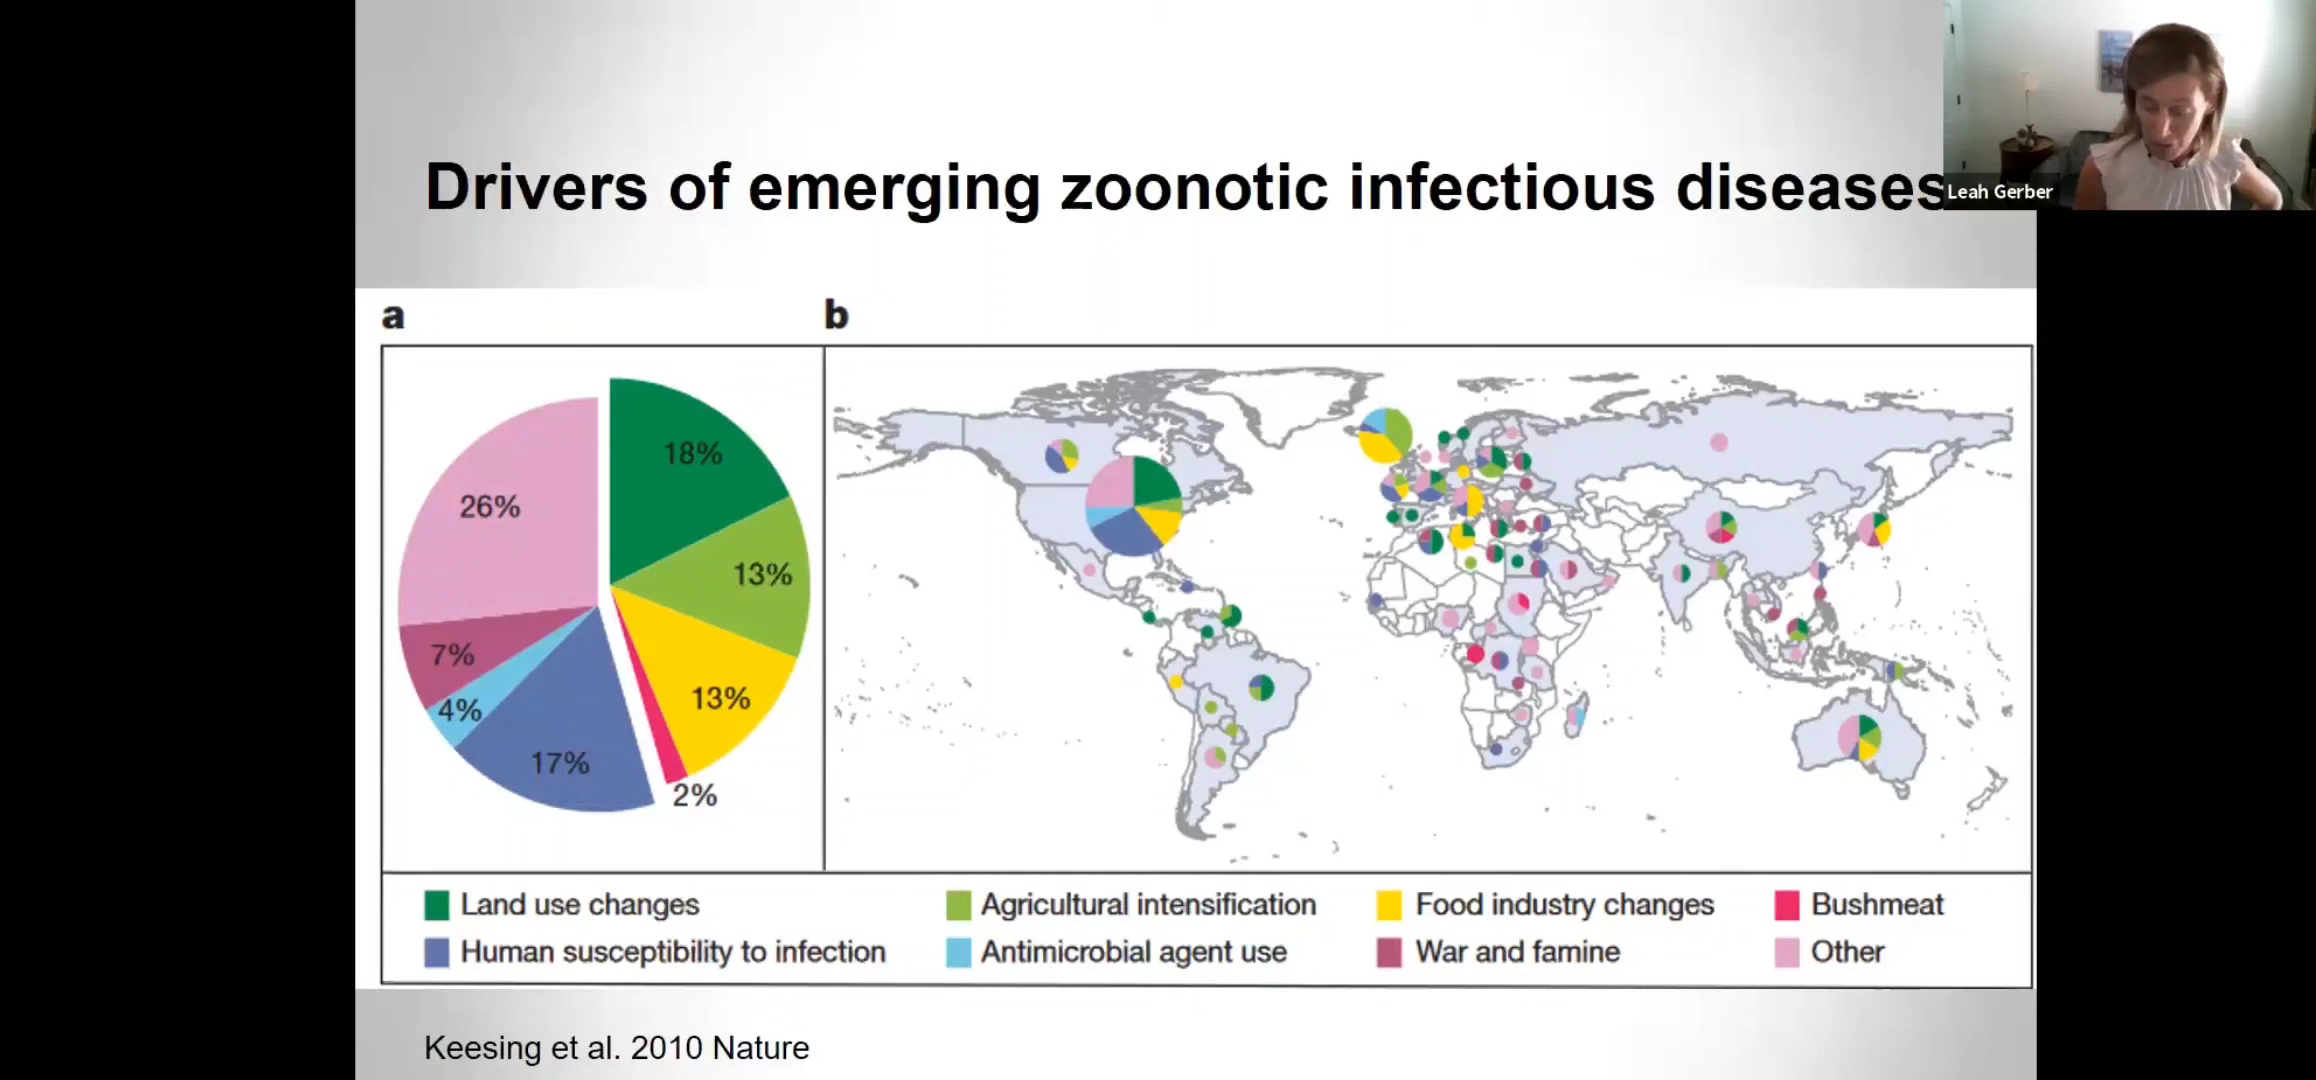 Drivers of emerging zoonotic infectious diseases
Leah Gerber
a
b
18%
26%
13%
7%
13%
4%
17%
2%
Land use changes
Agricultural intensification
Food industry changes
Bushmeat
Human susceptibility to infection
Antimicrobial agent use
War and famine
Other
Keesing et al. 2010 Nature